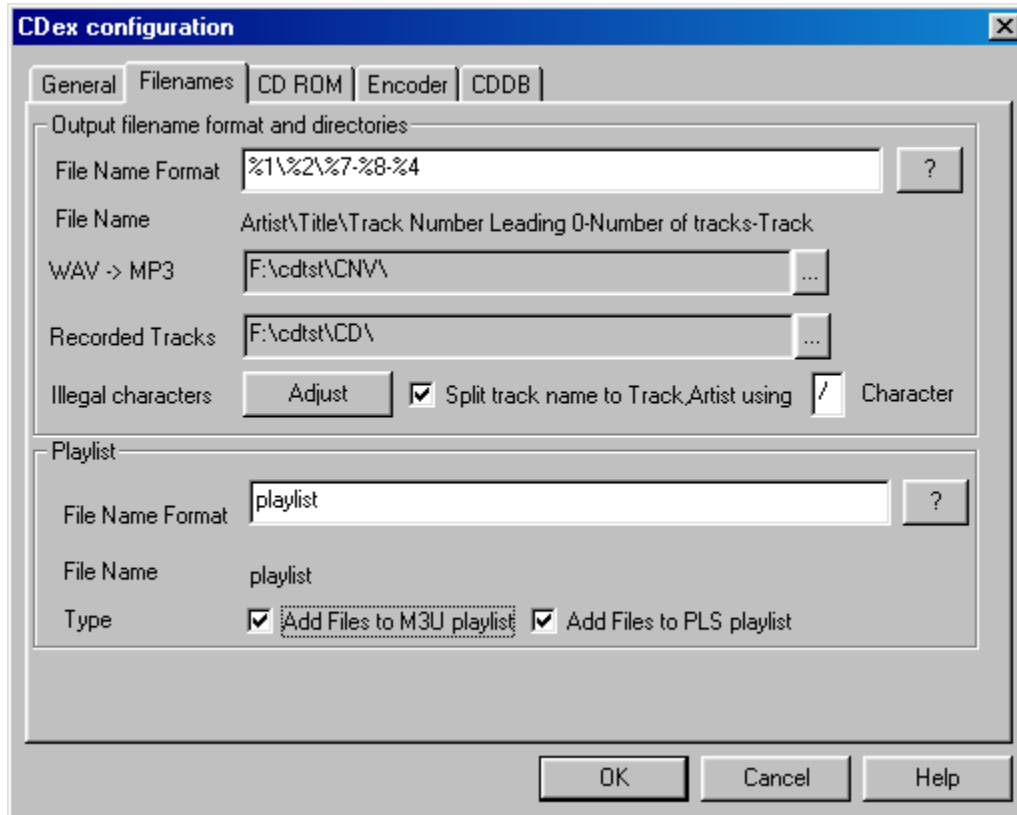 CDex configuration
General Filenames CD ROM Encoder CDDB
Output filename format and directories
File Name Format %1\%2\%7-%8-%4 ?
File Name Artist\Title\Track Number Leading 0-Number of tracks-Track
WAV -> MP3 F:\cdtst\CNV\ ...
Recorded Tracks F:\cdtst\CD\ ...
Illegal characters Adjust Split track name to Track,Artist using / Character
Playlist
File Name Format playlist ?
File Name playlist
Type Add Files to M3U playlist Add Files to PLS playlist
OK Cancel Help